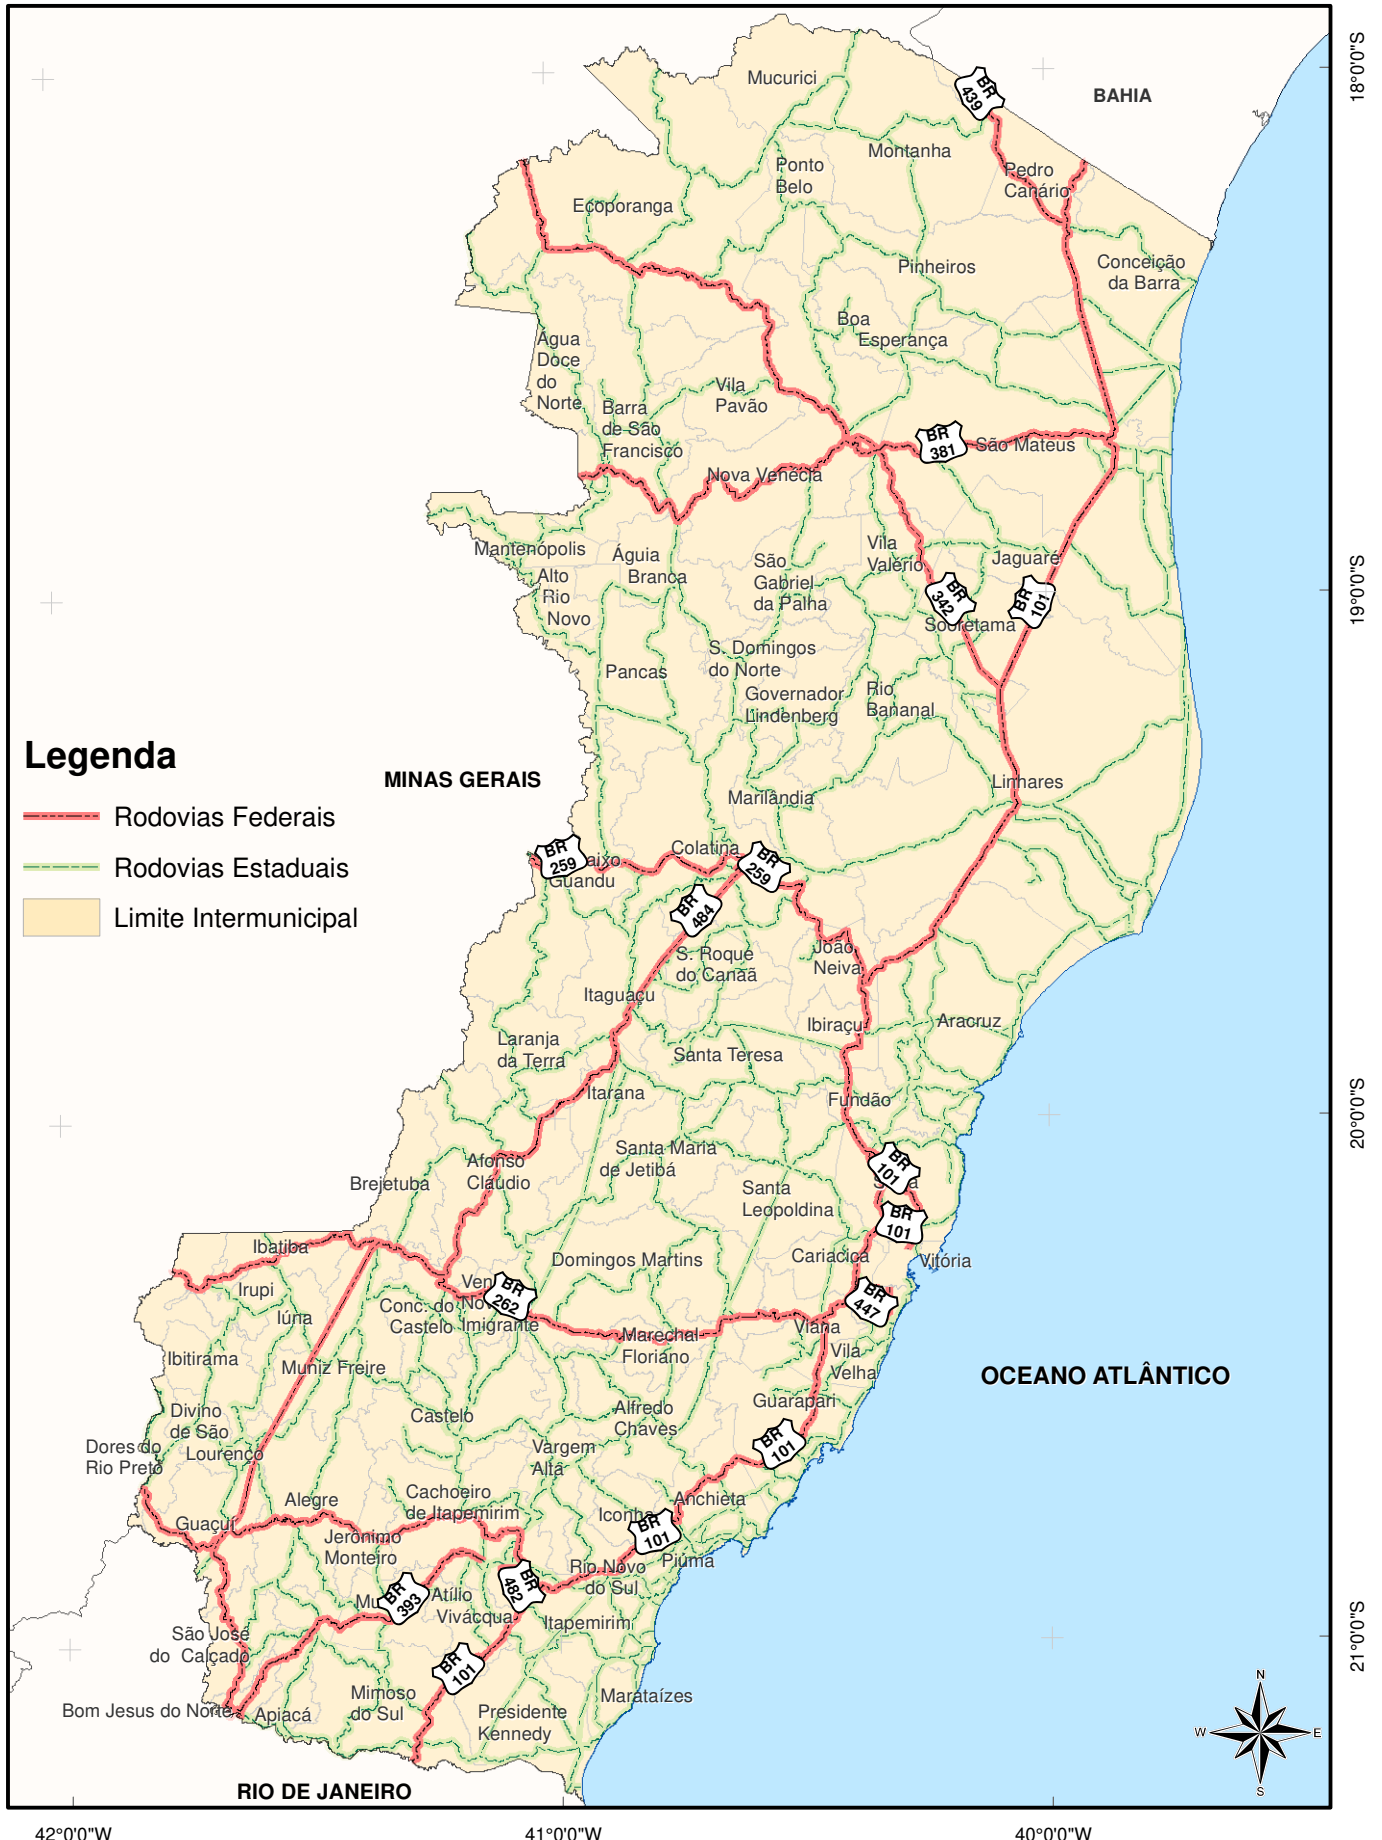 18°0'0"S
Mucurici
BR
439
BAHIA
Montanha
Ponto
Belo
Pedro
Canário
Ecoporanga
Pinheiros
Conceição
da Barra
Boa
Esperança
Água
Doce
do
Norte
Vila
Pavão
Barra
de São
Francisco
BR
381
São Mateus
Nova Venécia
Mantenópolis
Águia
Branca
Vila
Valério
Jaguaré
São
Gabriel
da Palha
Alto
Rio
Novo
BR
342
BR
101
19°0'0"S
Sooretama
S. Domingos
do Norte
Pancas
Governador
Lindenberg
Rio
Bananal
Legenda
MINAS GERAIS
Linhares
Marilândia
Rodovias Federais
Rodovias Estaduais
Limite Intermunicipal
BR
259
aixo
Guandu
Colatina
BR
259
BR
484
S. Roque
do Canaã
João
Neiva
Itaguaçu
Ibiraçu
Aracruz
Laranja
da Terra
Santa Teresa
Itarana
Fundão
20°0'0"S
Santa Maria
de Jetibá
Afonso
Cláudio
Brejetuba
BR
101
Santa
Leopoldina
BR
101
Ibatiba
Domingos Martins
Cariacica
Vitória
Irupi
Ven
Nov
Imigrante
BR
262
BR
447
Iúna
Conc. do
Castelo
Marechal
Floriano
Viana
Vila
Velha
Ibitirama
Muniz Freire
OCEANO ATLÂNTICO
Guarapari
Divino
de São
Lourenço
Castelo
Alfredo
Chaves
Dores do
Rio Preto
Vargem
Alta
BR
101
Alegre
Cachoeiro
de Itapemirim
Anchieta
Guaçuí
Iconha
BR
101
Jerônimo
Monteiro
Piúma
Rio Novo
do Sul
BR
482
Mu
BR
393
Atílio
Vivácqua
Itapemirim
21°0'0"S
São José
do Calçado
BR
101
Mimoso
do Sul
Marataízes
Bom Jesus do Norte
Apiacá
Presidente
Kennedy
N
W
E
S
RIO DE JANEIRO
42°0'0"W
41°0'0"W
40°0'0"W